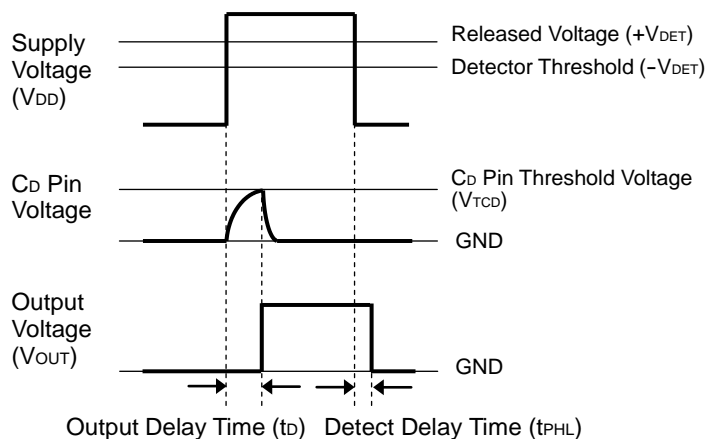 Supply
Voltage
(VDD)
Released Voltage (+VDET)
Detector Threshold (−VDET)
CD Pin
Voltage
CD Pin Threshold Voltage
(VTCD)
GND
Output
Voltage
(VOUT)
GND
Output Delay Time (tD)
Detect Delay Time (tPHL)